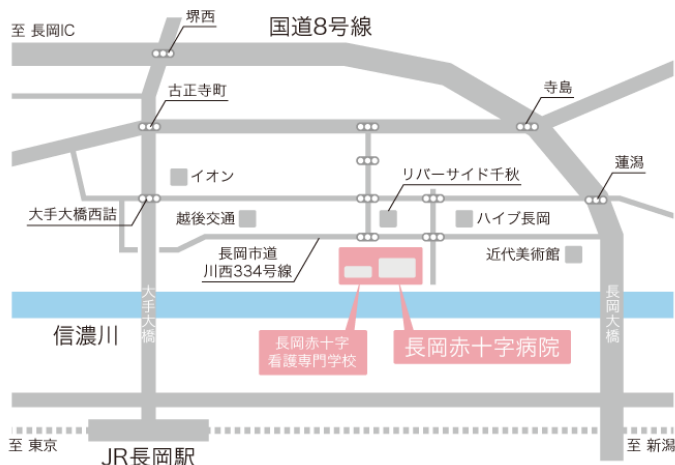 堺西
国道8号線
至 長岡IC
古正寺町
寺島
イオン
リバーサイド千秋
蓮潟
大手大橋西詰
越後交通
ハイブ長岡
長岡市道
川西334号線
近代美術館
大手大橋
長岡大橋
信濃川
長岡赤十字
看護専門学校
長岡赤十字病院
至 東京
JR長岡駅
至 新潟